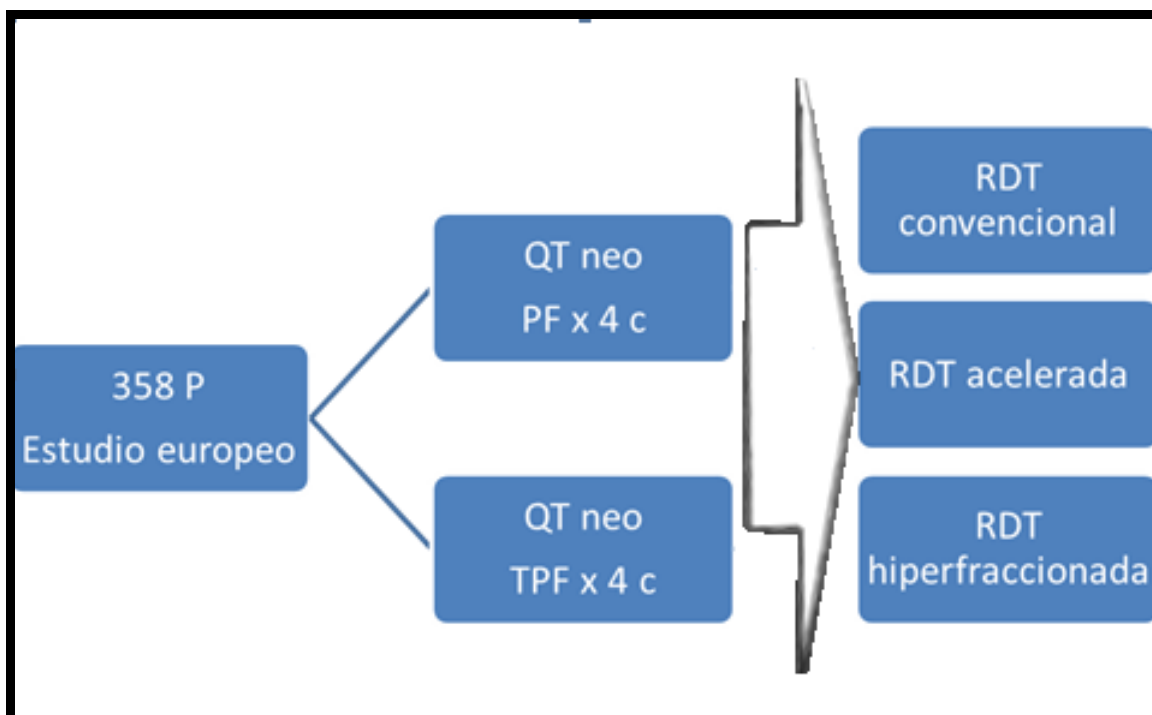 358 P
Estudio europeo
QT neo
PF x 4 c
QT neo
TPF x 4 c
RDT
convencional
RDT acelerada
RDT
hiperfraccionada